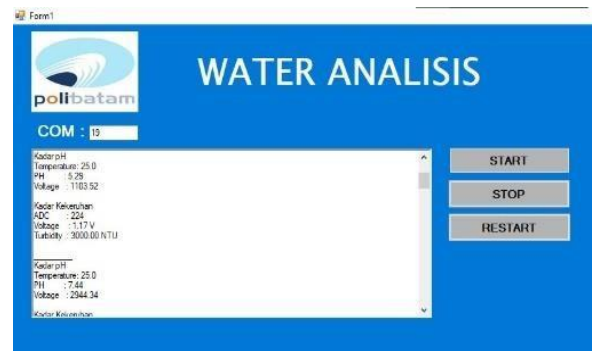 Form1
polibatam
WATER ANALISIS
COM : 19
Kadar pH
Temperature: 25.0
PH : 5.29
Voltage : 1183.52
Kadar Kekeruhan
ADC : 224
Voltage : 1.17 V
Turbidity : 3000.00 NTU
Kadar pH
Temperature: 25.0
PH : 7.44
Voltage : 2944.34
Kadar Kekeruhan
START
STOP
RESTART